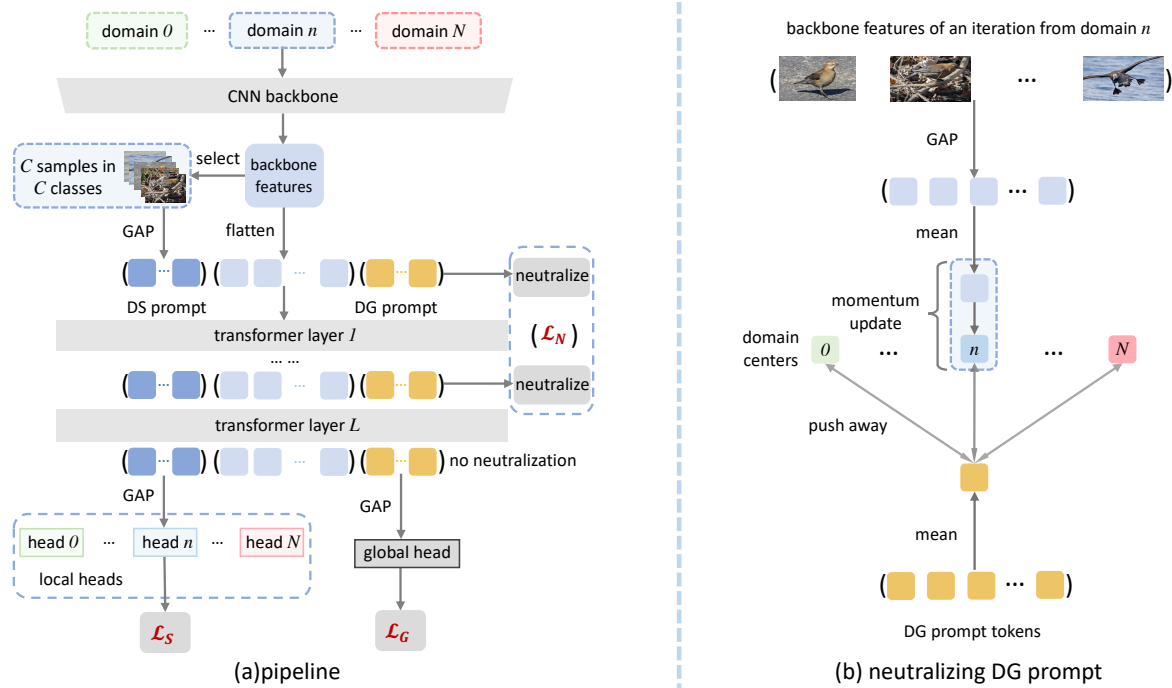 domain 0 ... domain n ... domain N
CNN backbone
select
backbone
features
C samples in
C classes
GAP
flatten
( ... ) ( ... ) ( ... )
neutralize
DS prompt
DG prompt
transformer layer 1
(ℒN)
... ...
( ... ) ( ... ) ( ... )
neutralize
transformer layer L
( ... ) ( ... ) ( ... ) no neutralization
GAP
GAP
head 0 ... head n ... head N
local heads
global head
ℒS
ℒG
(a)pipeline
backbone features of an iteration from domain n
( ... )
GAP
( ... )
mean
momentum
update
domain
centers
0 ... n ... N
push away
mean
( ... )
DG prompt tokens
(b) neutralizing DG prompt